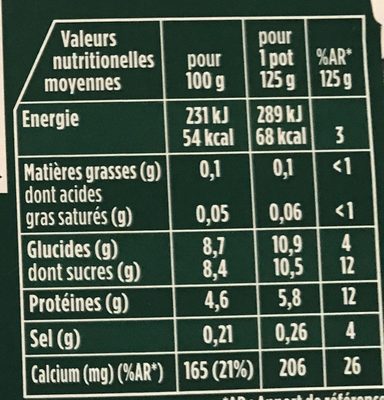 Valeurs
nutritionelles
moyennes
pour
100 g
pour
1 pot
125 g
%AR*
125 g
Energie
231 kJ 289 kJ
54 kcal 68 kcal 3
Matières grasses (g) 0,1 0,1 <1
dont acides
gras saturés (g) 0,05 0,06 <1
Glucides (g) 8,7 10,9 4
dont sucres (g) 8,4 10,5 12
Protéines (g) 4,6 5,8 12
Sel (g) 0,21 0,26 4
Calcium (mg) (%AR*) 165 (21%) 206 26
*AR : Apport de référence